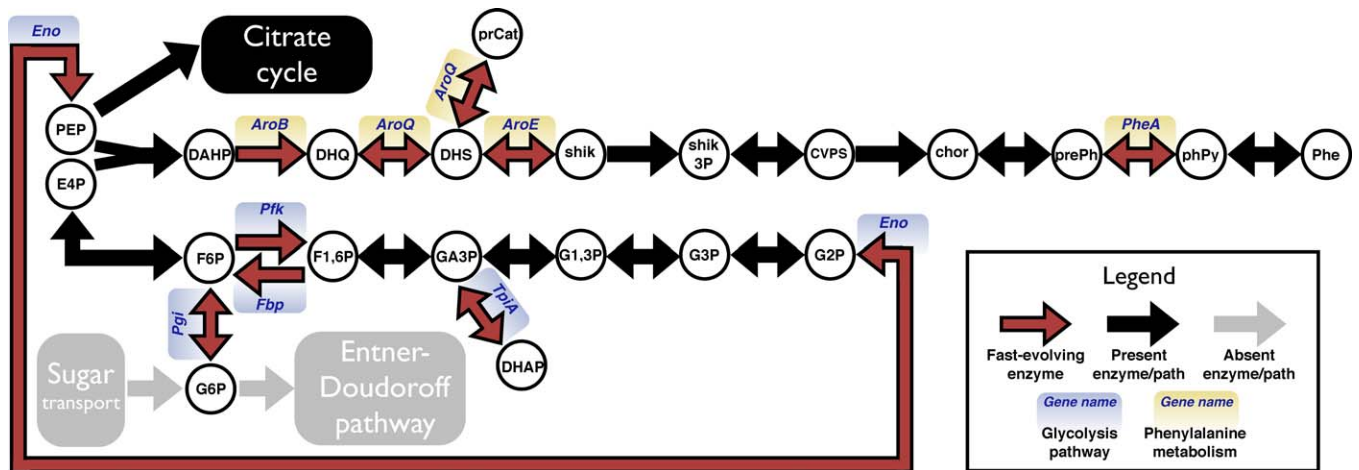 Eno
Citrate
cycle
prCat
AroQ
PEP
AroB
AroQ
AroE
PheA
DAHP
DHQ
DHS
shik
shik
3P
CVPS
chor
prePh
phPy
Phe
E4P
Pfk
Eno
F6P
F1,6P
GA3P
G1,3P
G3P
G2P
Fbp
TpiA
Pgi
Sugar
transport
G6P
Entner-
Doudoroff
pathway
DHAP
Legend
Fast-evolving
enzyme
Present
enzyme/path
Absent
enzyme/path
Gene name
Glycolysis
pathway
Gene name
Phenylalanine
metabolism